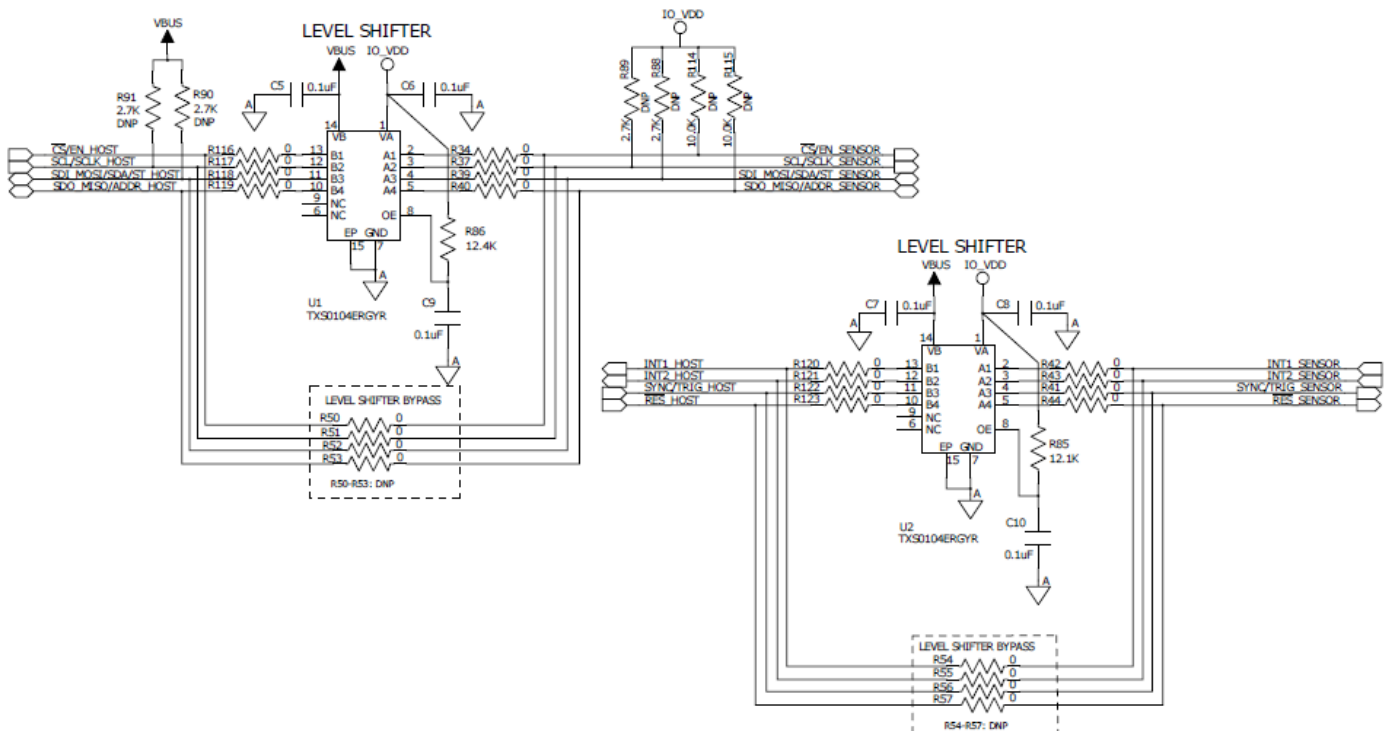 VBUS
LEVEL SHIFTER
VBUS IO_VDD
IO_VDD
R91
2.7K
DNP
R90
2.7K
DNP
A
C5 0.1uF
C6 0.1uF
A
R89
DNP
2.7K
R88
DNP
2.7K
R114
DNP
10.0K
R115
DNP
10.0K
14 1
VB VA
CS/EN_HOST R116 0 13 B1 A1 2 R34 0 CS/EN_SENSOR
SCL/SCLK_HOST R117 0 12 B2 A2 3 R37 0 SCL/SCLK_SENSOR
SDI_MOSI/SDA/ST_HOST R118 0 11 B3 A3 4 R39 0 SDI_MOSI/SDA/ST_SENSOR
SDO_MISO/ADDR_HOST R119 0 10 B4 A4 5 R40 0 SDO_MISO/ADDR_SENSOR
9 NC
6 NC OE 8
EP GND
15 7
A
R86
12.4K
U1
TXS0104ERGYR
C9
0.1uF
A
LEVEL SHIFTER BYPASS
R50 0
R51 0
R52 0
R53 0
R50-R53: DNP
LEVEL SHIFTER
VBUS IO_VDD
A
C7 0.1uF
C8 0.1uF
A
14 1
VB VA
INT1_HOST R120 0 13 B1 A1 2 R42 0 INT1_SENSOR
INT2_HOST R121 0 12 B2 A2 3 R43 0 INT2_SENSOR
SYNC/TRIG_HOST R122 0 11 B3 A3 4 R41 0 SYNC/TRIG_SENSOR
RES_HOST R123 0 10 B4 A4 5 R44 0 RES_SENSOR
9 NC
6 NC OE 8
EP GND
15 7
A
R85
12.1K
U2
TXS0104ERGYR
C10
0.1uF
A
LEVEL SHIFTER BYPASS
R54 0
R55 0
R56 0
R57 0
R54-R57: DNP